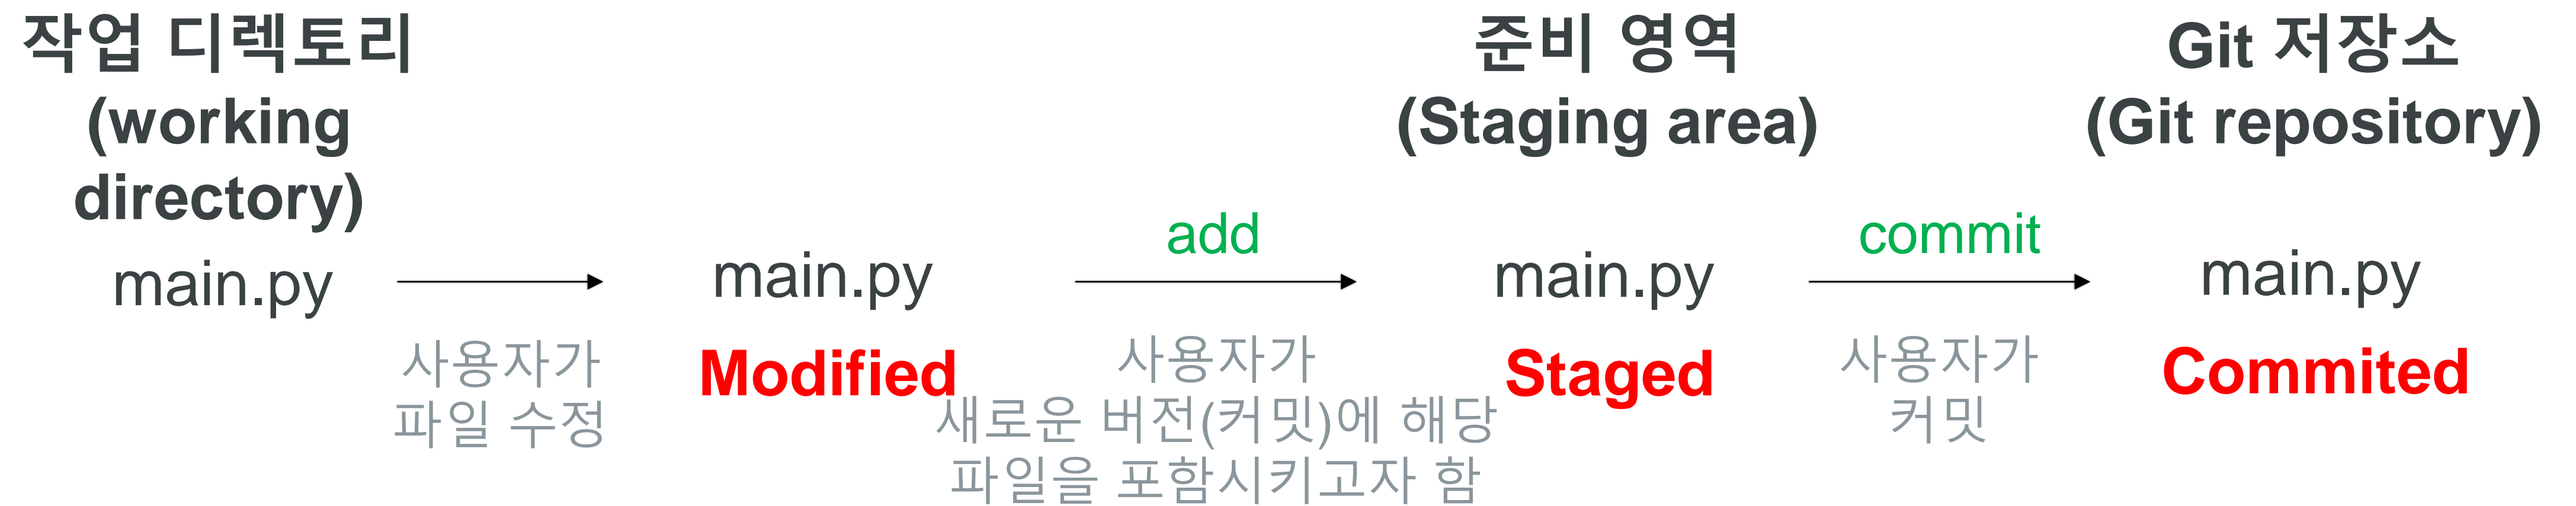 작업 디렉토리
(working
directory)
준비 영역
(Staging area)
Git 저장소
(Git repository)
main.py
사용자가
파일 수정
main.py
Modified
add
사용자가
새로운 버전(커밋)에 해당
파일을 포함시키고자 함
main.py
Staged
commit
사용자가
커밋
main.py
Commited